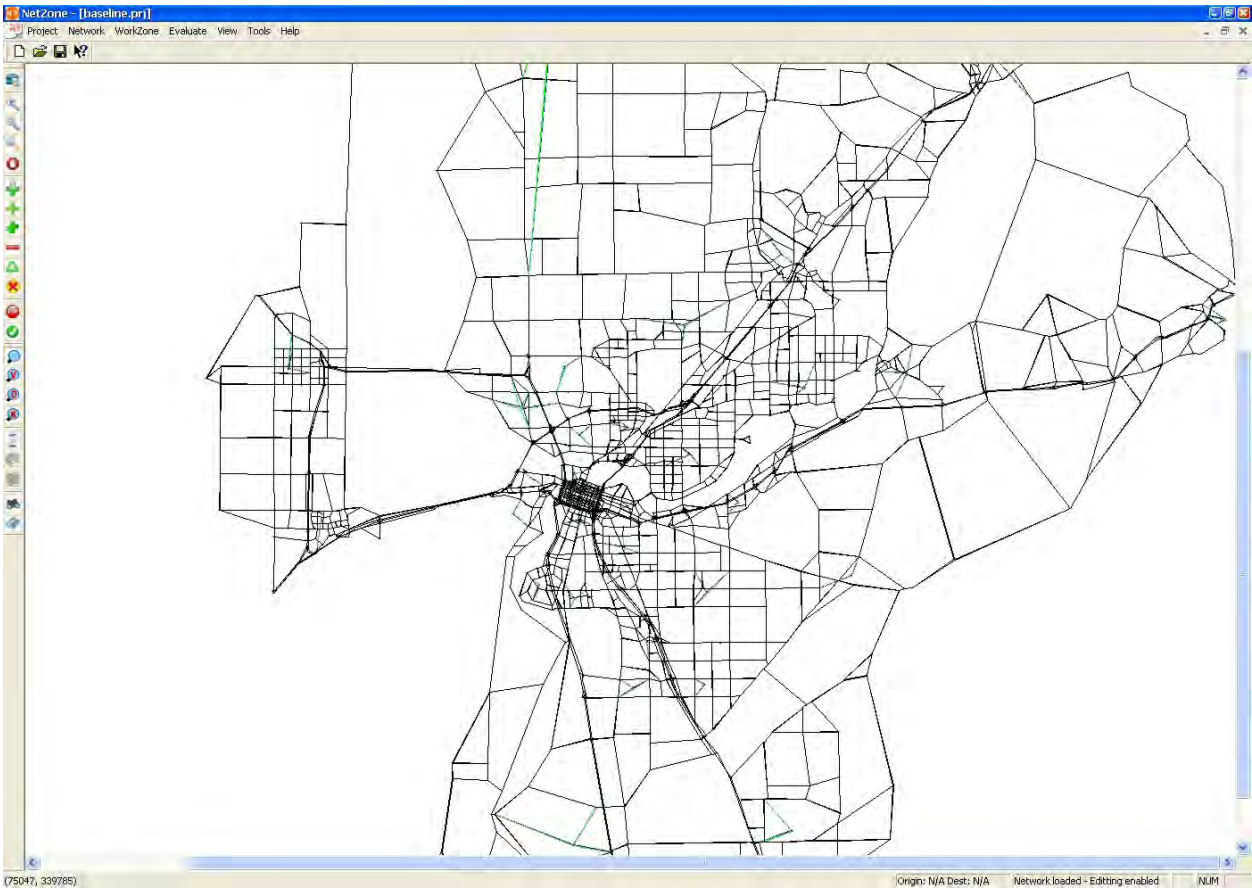 NetZone - [baseline.prj]
Project Network WorkZone Evaluate View Tools Help
(75047, 339785) Origin: N/A Dest: N/A Network loaded - Editting enabled NUM